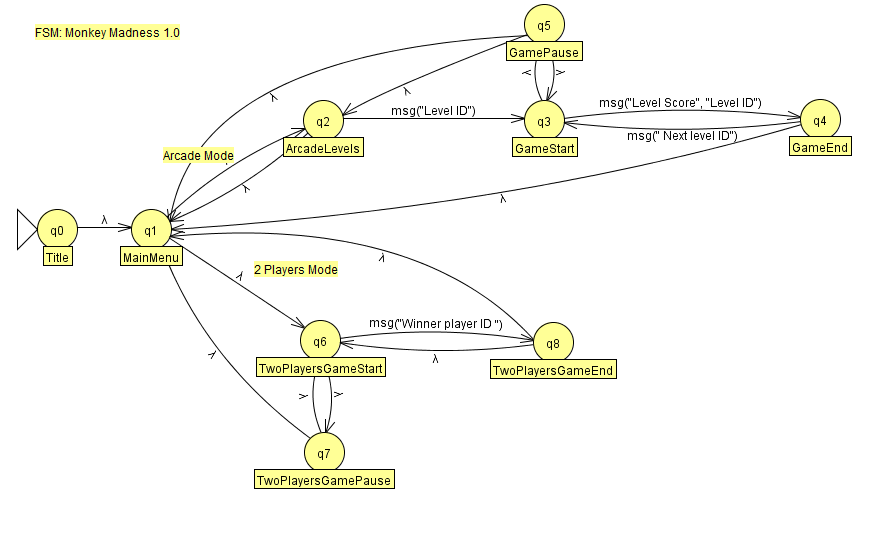 FSM: Monkey Madness 1.0
q5
GamePause
λ
λ
λ
λ
q2
ArcadeLevels
msg("Level ID")
q3
GameStart
msg("Level Score", "Level ID")
msg(" Next level ID")
q4
GameEnd
Arcade Mode
λ
λ
q0
Title
λ
q1
MainMenu
λ
2 Players Mode
λ
q6
TwoPlayersGameStart
msg("Winner player ID ")
λ
q8
TwoPlayersGameEnd
λ
λ
λ
q7
TwoPlayersGamePause